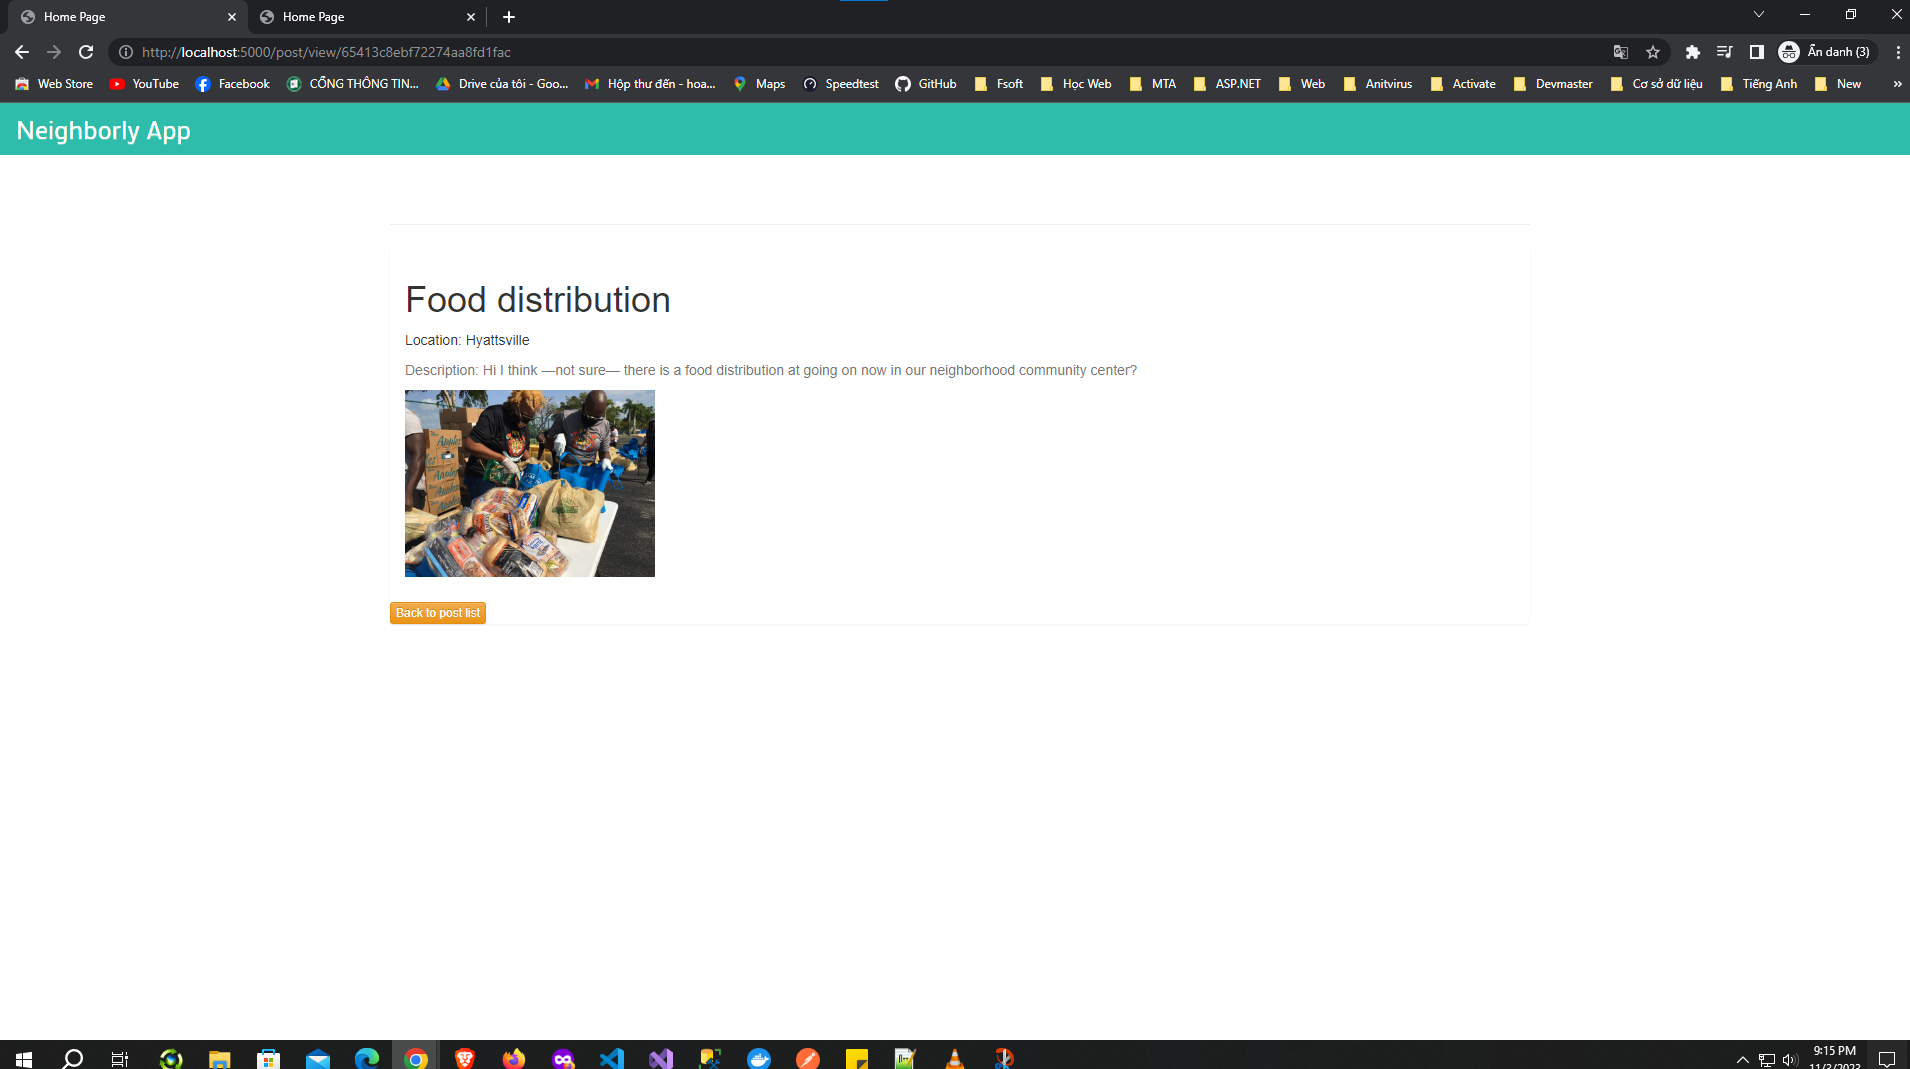 Home Page
Home Page
http://localhost:5000/post/view/65413c8ebf72274aa8fd1fac
Ẩn danh (3)
Web Store
YouTube
Facebook
CỔNG THÔNG TIN...
Drive của tôi - Goo...
Hộp thư đến - hoa...
Maps
Speedtest
GitHub
Fsoft
Học Web
MTA
ASP.NET
Web
Anitvirus
Activate
Devmaster
Cơ sở dữ liệu
Tiếng Anh
New
»
Neighborly App
Food distribution
Location: Hyattsville
Description: Hi I think —not sure— there is a food distribution at going on now in our neighborhood community center?
Apples
Apples
Apples
Apples
Back to post list
9:15 PM